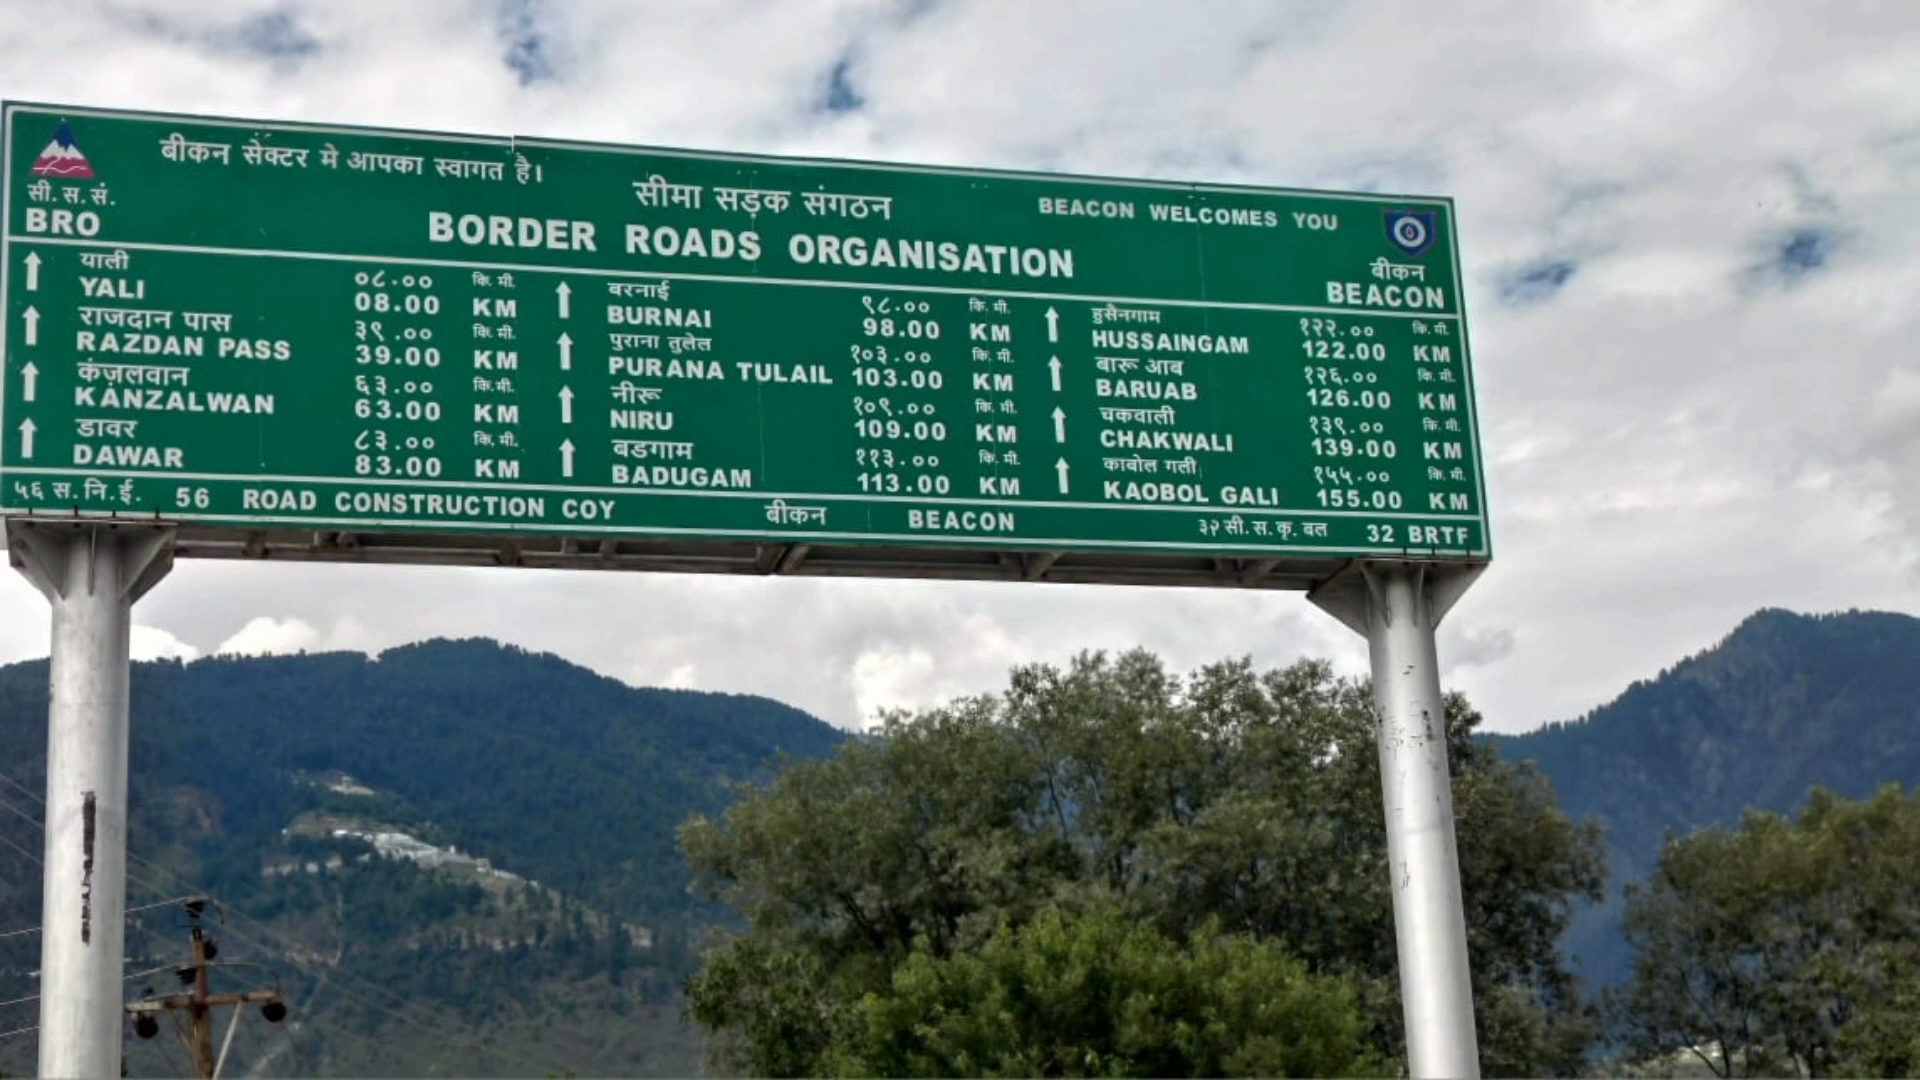 बीकन सेक्टर मे आपका स्वागत है।
सीमा सड़क संगठन
BEACON WELCOMES YOU
सी. स. सं.
BRO
BORDER ROADS ORGANISATION
बीकन
BEACON
याली ०८.०० कि. मी.
YALI 08.00 KM
राजदान पास ३९.०० कि. मी.
RAZDAN PASS 39.00 KM
कंज़लवान ६३.०० कि. मी.
KANZALWAN 63.00 KM
डावर ८३.०० कि. मी.
DAWAR 83.00 KM
बरनाई ९८.०० कि. मी.
BURNAI 98.00 KM
पुराना तुलेल १०३.०० कि. मी.
PURANA TULAIL 103.00 KM
नीरू १०९.०० कि. मी.
NIRU 109.00 KM
बडगाम ११३.०० कि. मी.
BADUGAM 113.00 KM
हुसैनगाम १२२.०० कि. मी.
HUSSAINGAM 122.00 KM
बारू आब १२६.०० कि. मी.
BARUAB 126.00 KM
चकवाली १३९.०० कि. मी.
CHAKWALI 139.00 KM
काबोल गली १५५.०० कि. मी.
KAOBOL GALI 155.00 KM
५६ स. नि. ई. 56 ROAD CONSTRUCTION COY बीकन BEACON ३२ सी. स. कृ. बल 32 BRTF